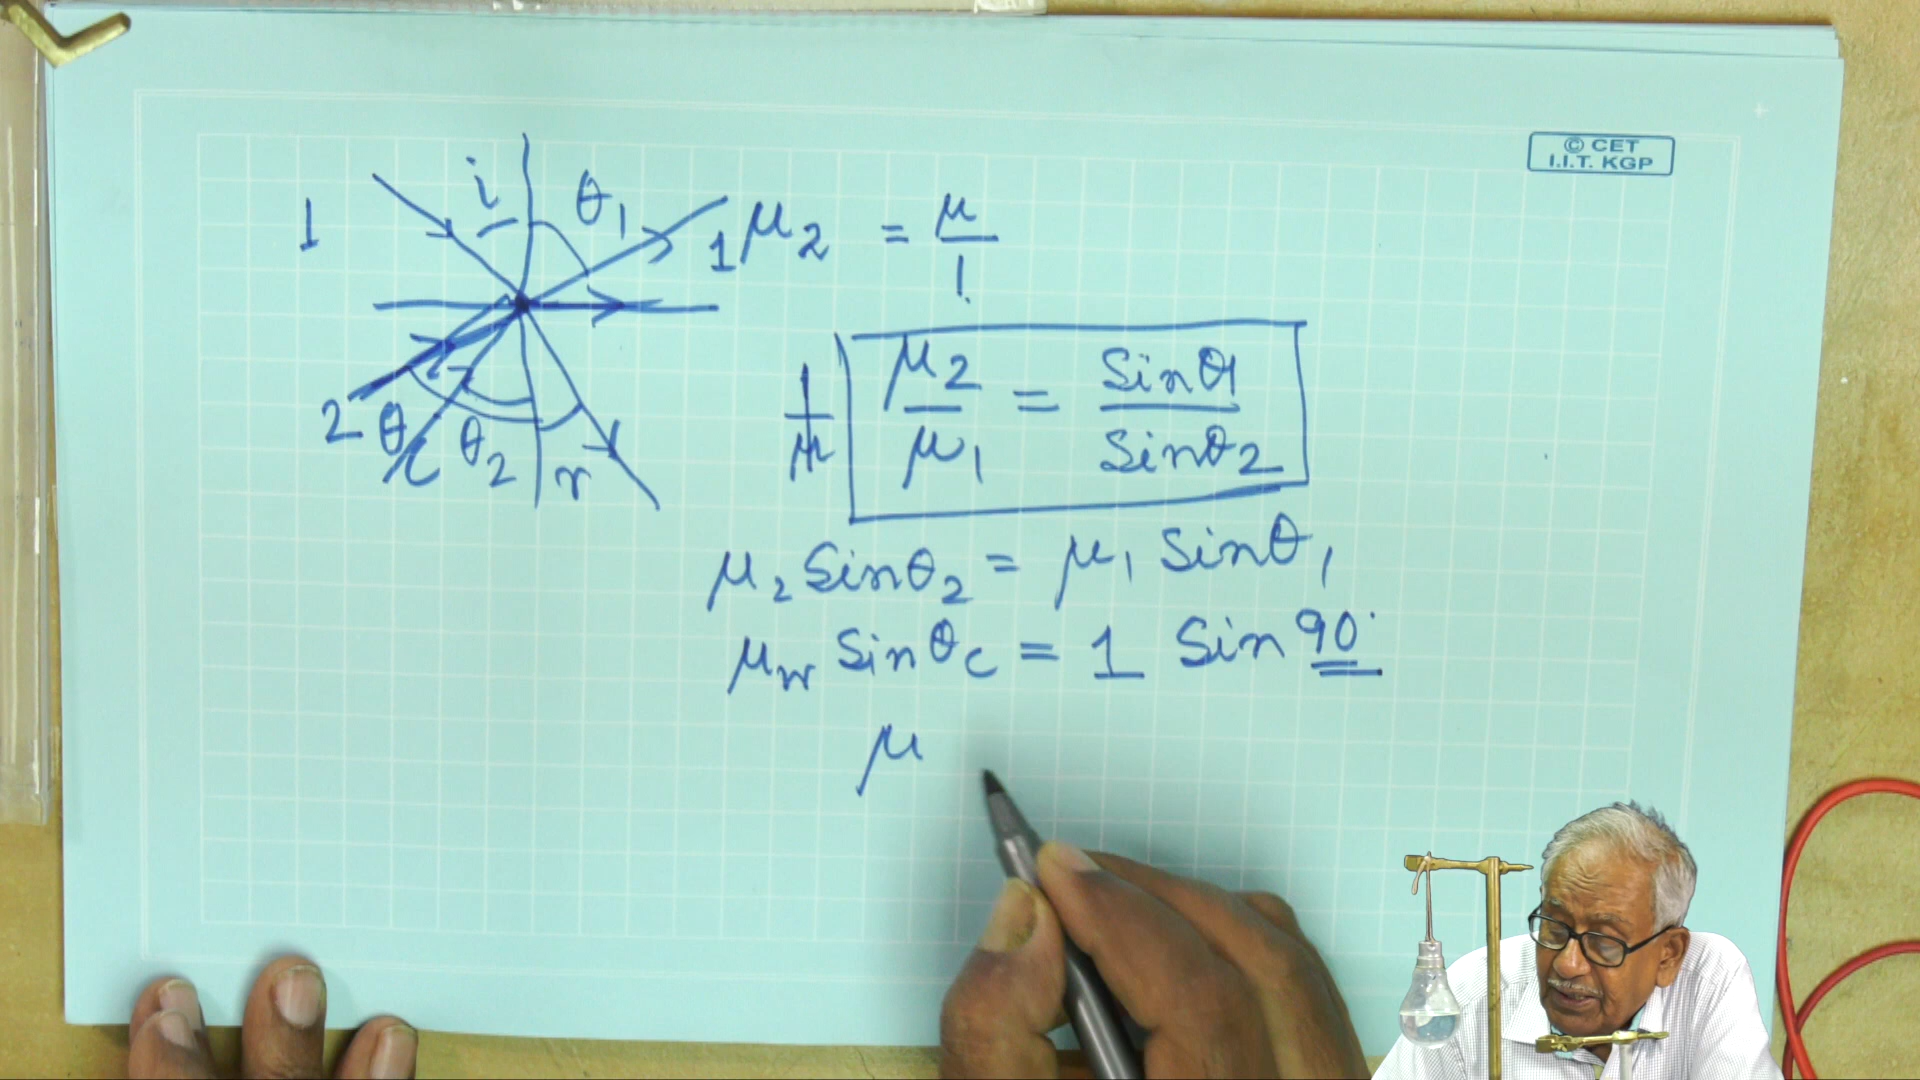 © CET
I.I.T. KGP
1
i
θ₁
₁μ₂ = μ/1
2
θc
θ₂
r
1/μ
μ₂/μ₁ = Sinθ1/Sinθ2
μ₂ Sinθ₂ = μ₁ Sinθ₁
μw Sinθc = 1 Sin 90°
μ